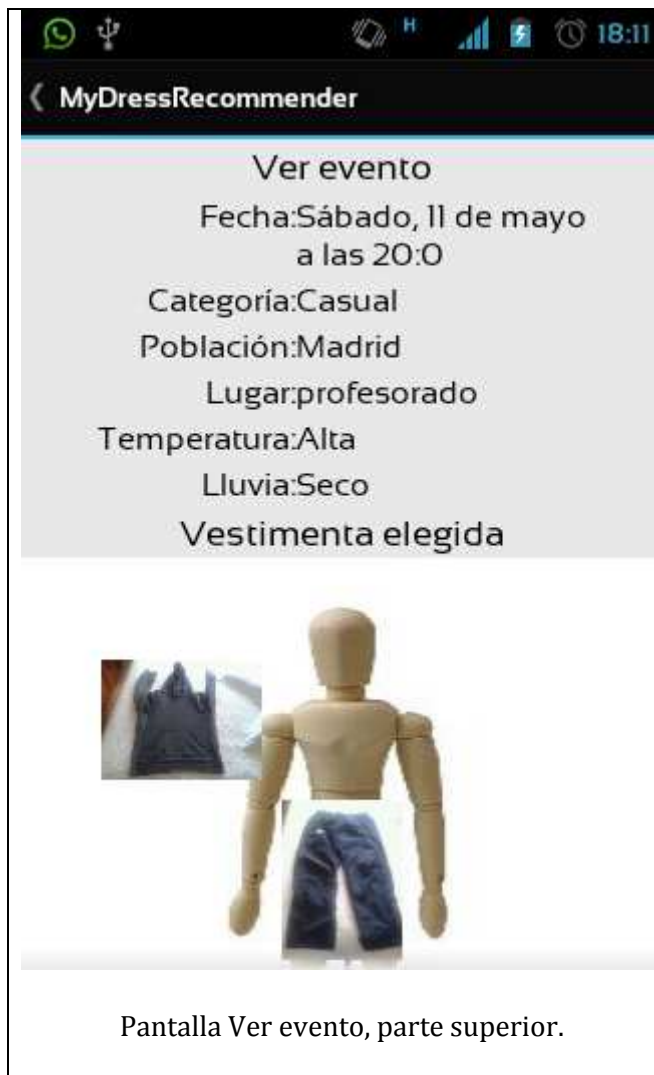 H 18:11
MyDressRecommender
Ver evento
Fecha:Sábado, 11 de mayo
a las 20:0
Categoría:Casual
Población:Madrid
Lugar:profesorado
Temperatura:Alta
Lluvia:Seco
Vestimenta elegida
Pantalla Ver evento, parte superior.